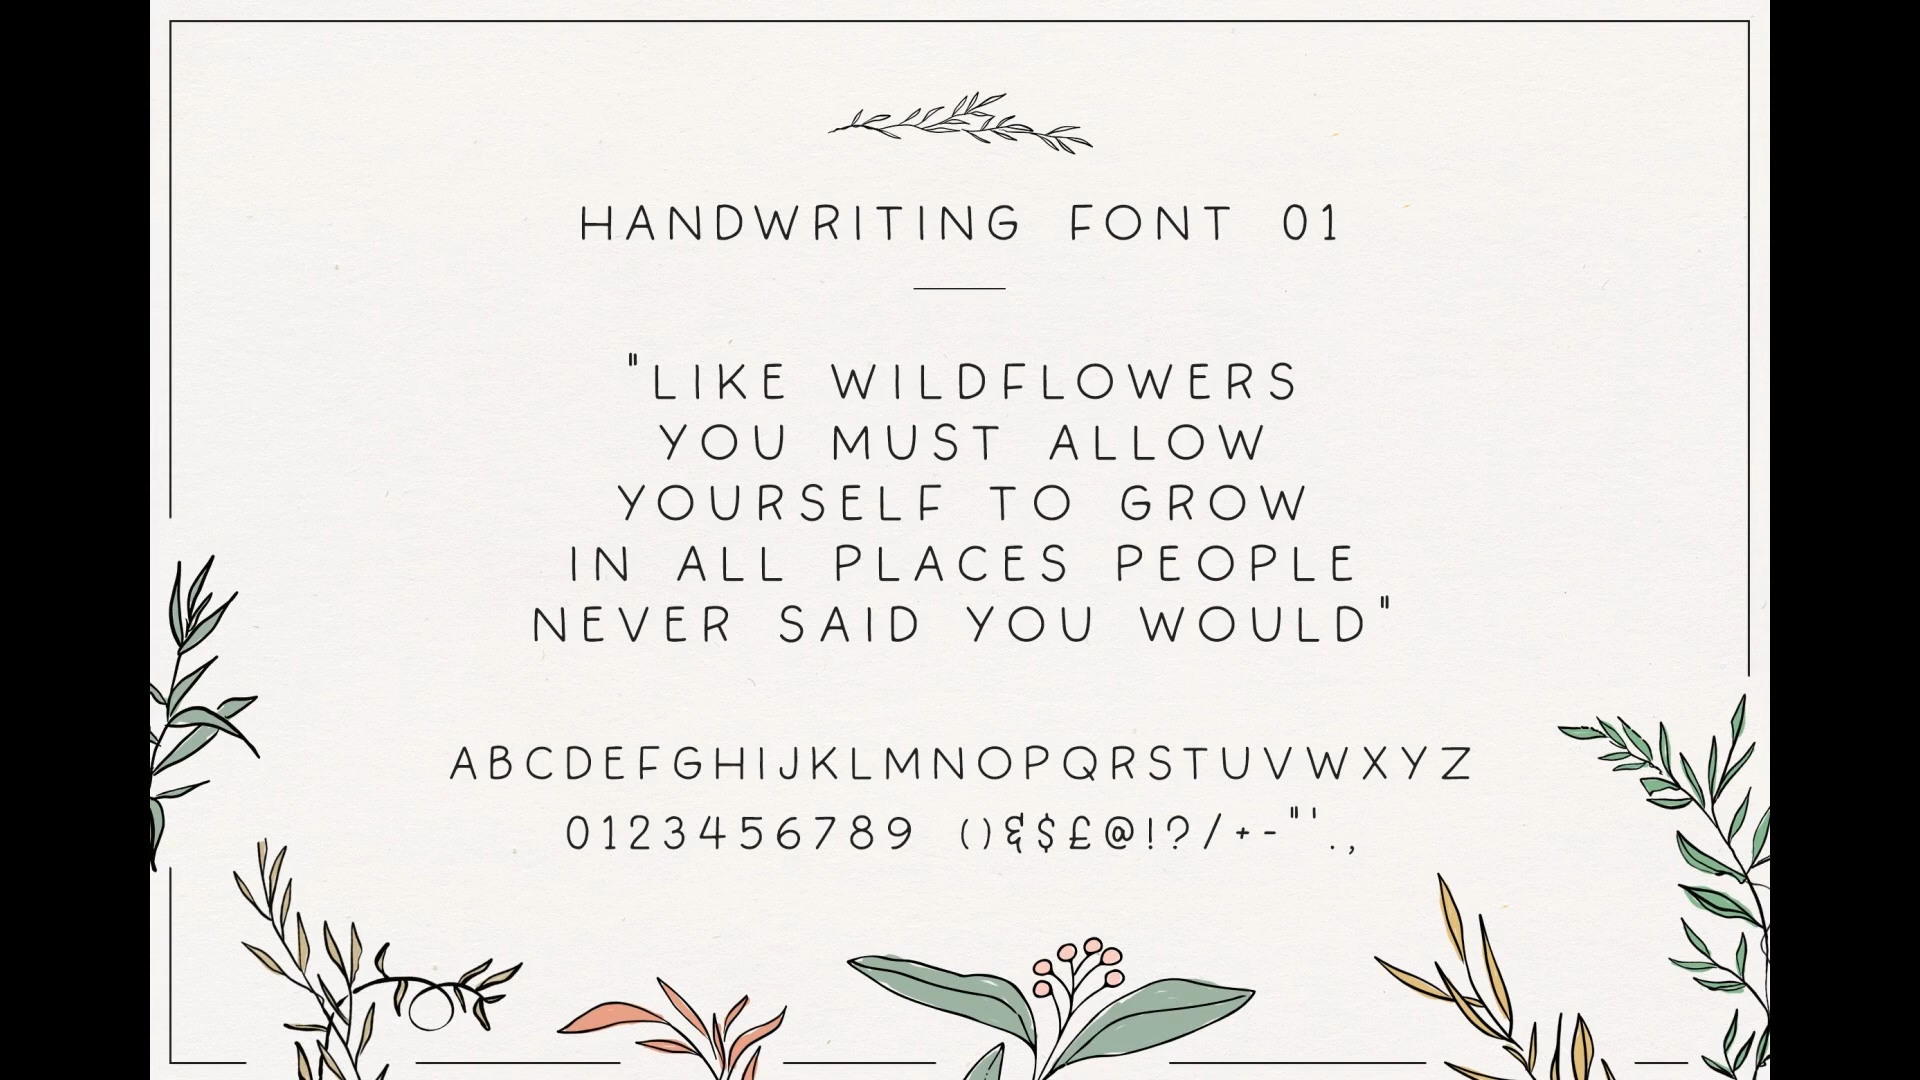 HANDWRITING FONT 01
"LIKE WILDFLOWERS
YOU MUST ALLOW
YOURSELF TO GROW
IN ALL PLACES PEOPLE
NEVER SAID YOU WOULD"
ABCDEFGHIJKLMNOPQRSTUVWXYZ
0123456789 ()&$£@!?/+-"'.,